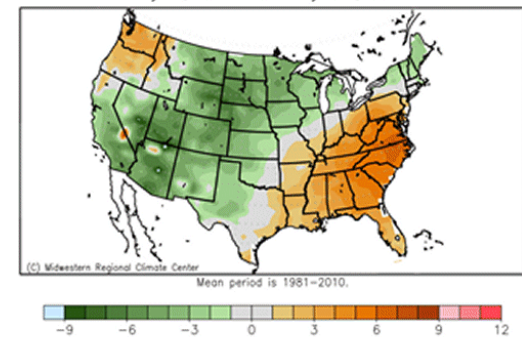 (C) Midwestern Regional Climate Center
Mean period is 1981−2010.
−9 −6 −3 0 3 6 9 12